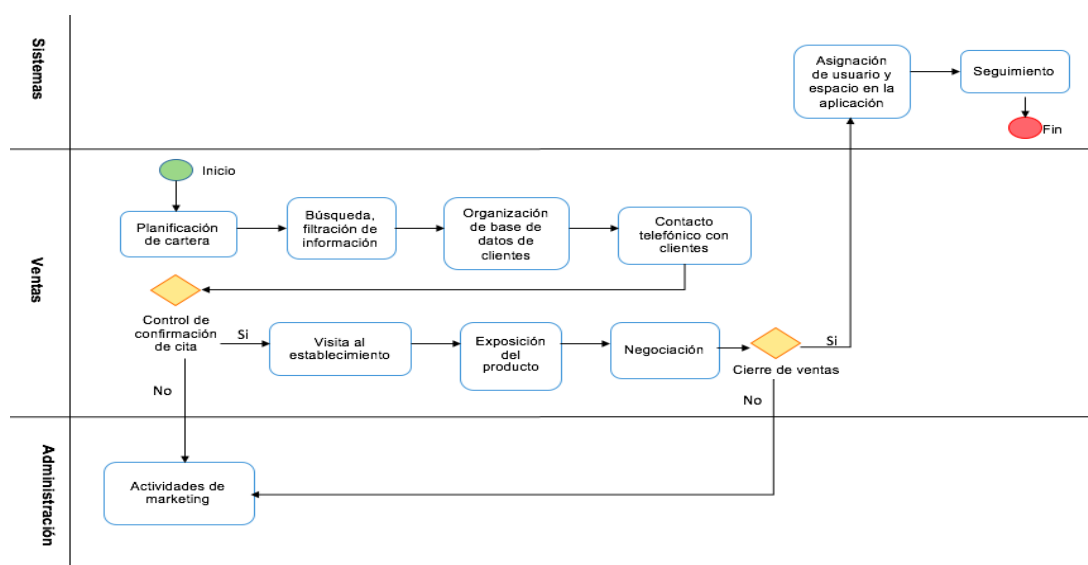 Sistemas
Asignación
de usuario y
espacio en la
aplicación
Seguimiento
Fin
Ventas
Inicio
Planificación
de cartera
Búsqueda,
filtración de
información
Organización
de base de
datos de
clientes
Contacto
telefónico con
clientes
Control de
confirmación
de cita
Si
Visita al
establecimiento
Exposición
del
producto
Negociación
Si
Cierre de ventas
No
No
Administración
Actividades de
marketing